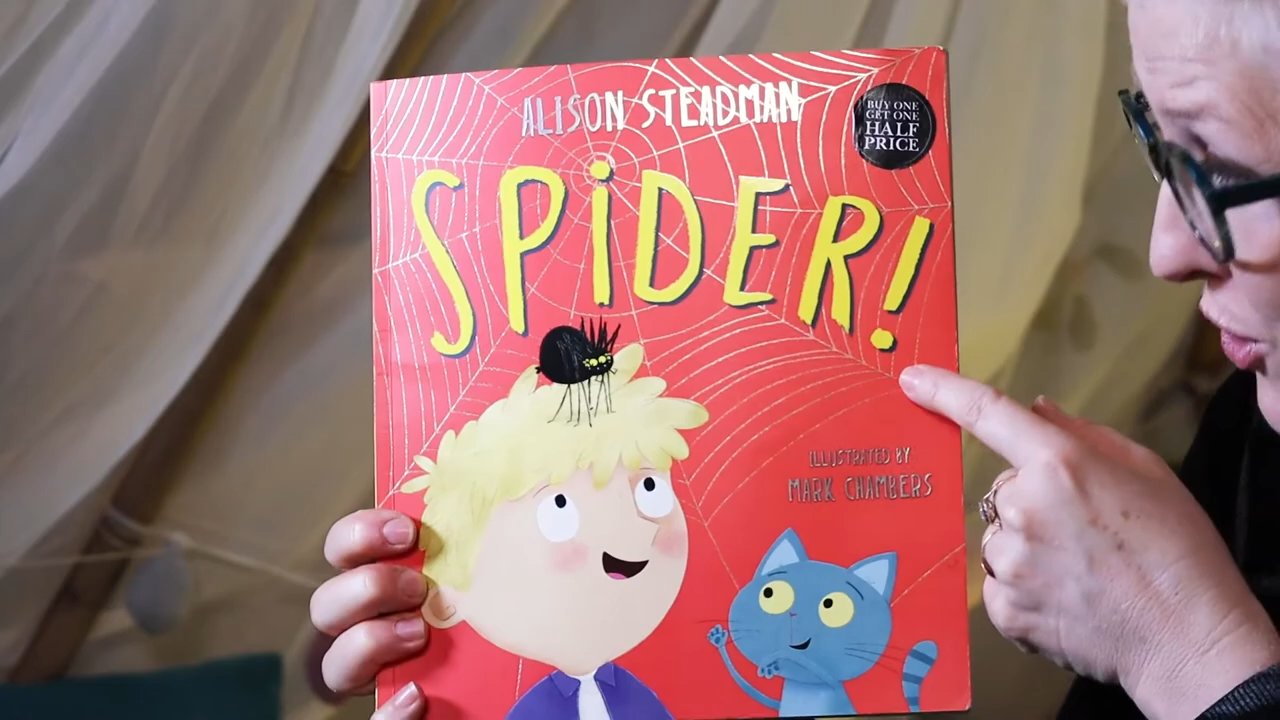 ALISON STEADMAN
BUY ONE
GET ONE
HALF
PRICE
SPiDER!
ILLUSTRATED BY
MARK CHAMBERS